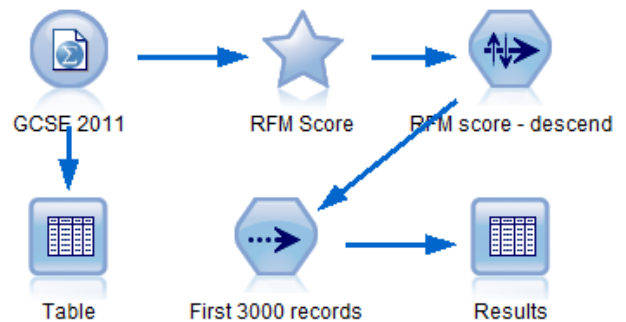 GCSE 2011
RFM Score
RFM score - descend
Table
First 3000 records
Results